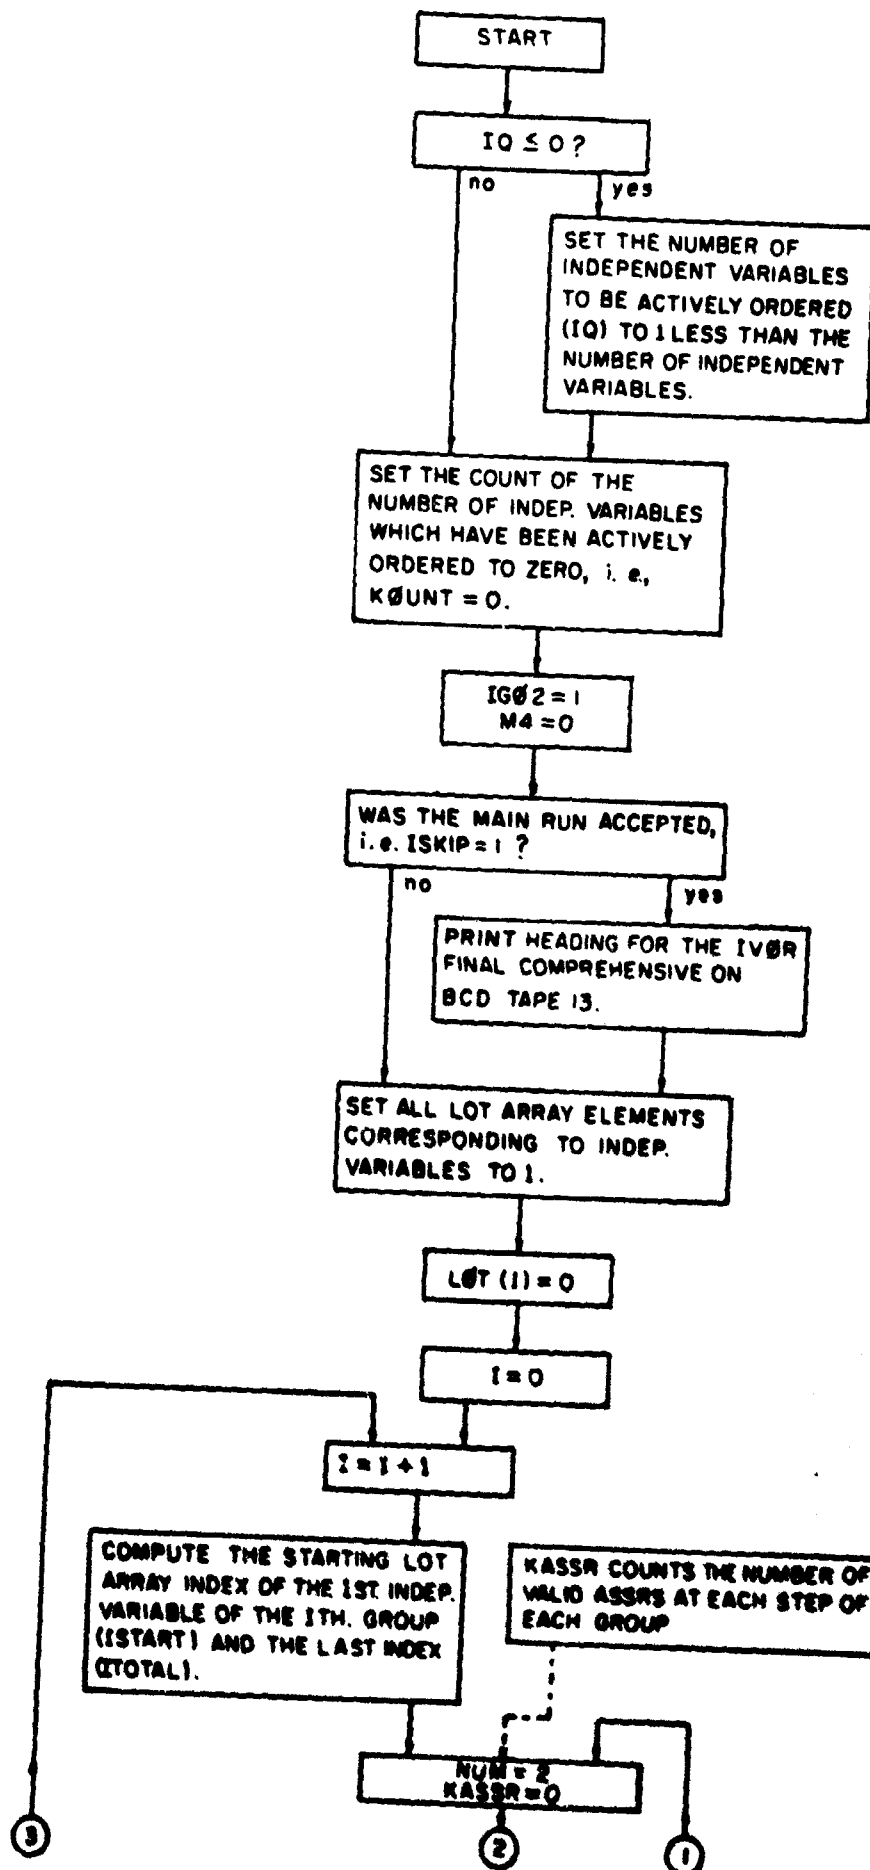 START
IQ ≤ 0 ?
no
yes
SET THE NUMBER OF
INDEPENDENT VARIABLES
TO BE ACTIVELY ORDERED
(IQ) TO 1 LESS THAN THE
NUMBER OF INDEPENDENT
VARIABLES.
SET THE COUNT OF THE
NUMBER OF INDEP. VARIABLES
WHICH HAVE BEEN ACTIVELY
ORDERED TO ZERO, i. e.,
KØUNT = 0.
IGØ2 = 1
M4 = 0
WAS THE MAIN RUN ACCEPTED,
i. e. ISKIP = 1 ?
no
yes
PRINT HEADING FOR THE IVØR
FINAL COMPREHENSIVE ON
BCD TAPE 13.
SET ALL LOT ARRAY ELEMENTS
CORRESPONDING TO INDEP.
VARIABLES TO 1.
LØT (I) = 0
I = 0
I = I + 1
COMPUTE THE STARTING LOT
ARRAY INDEX OF THE 1ST. INDEP.
VARIABLE OF THE ITH. GROUP
(ISTART) AND THE LAST INDEX
(ITOTAL).
KASSR COUNTS THE NUMBER OF
VALID ASSRS AT EACH STEP OF
EACH GROUP
NUM = 2
KASSR = 0
3
2
1